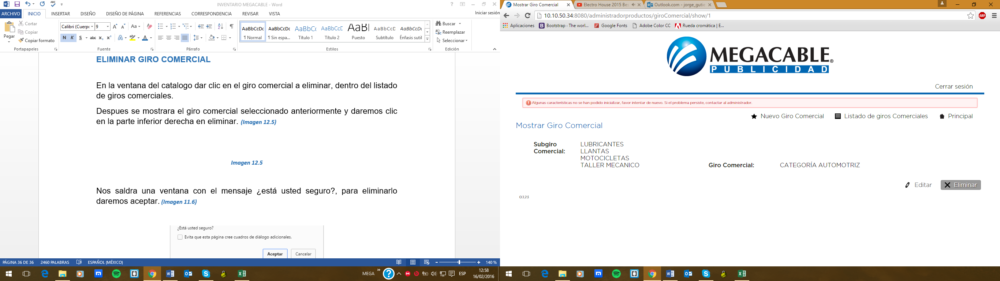 INVENTARIO MEGACABLE - Word
ARCHIVO INICIO INSERTAR DISEÑO DISEÑO DE PÁGINA REFERENCIAS CORRESPONDENCIA REVISAR VISTA Iniciar sesión
Pegar
Cortar
Copiar
Copiar formato
Portapapeles
Calibri (Cuerpo 9
N K S abc x₂ x²
Fuente
Párrafo
AaBbCcDc AaBbCcDc AaBbCc AaBbCcD AaBb AaBbCcD AaBbCcDc
¶ Normal ¶ Sin espa... Título 1 Título 2 Puesto Subtítulo Énfasis sutil
Estilos
Buscar
Reemplazar
Seleccionar
Edición
ELIMINAR GIRO COMERCIAL
En la ventana del catalogo dar clic en el giro comercial a eliminar, dentro del listado
de giros comerciales.
Despues se mostrara el giro comercial seleccionado anteriormente y daremos clic
en la parte inferior derecha en eliminar. (Imagen 12.5)
Imagen 12.5
Nos saldra una ventana con el mensaje ¿está usted seguro?, para eliminarlo
daremos aceptar. (Imagen 11.6)
¿Está usted seguro?
Evita que esta página cree cuadros de diálogo adicionales.
Aceptar Cancelar
PÁGINA 36 DE 36 2460 PALABRAS ESPAÑOL (MÉXICO) 140 %
MEGA » ESP 12:58
16/02/2016
Mostrar Giro Comercial Electro House 2015 Bes Outlook.com - jorge_gutie
10.10.50.34:8080/administradorproductos/giroComercial/show/1
ABP
Aplicaciones Bootstrap · The worl... Google Fonts Adobe Color CC Rueda cromática | E...
MEGACABLE®
PUBLICIDAD
Cerrar sesión
Algunas características no se han podido inicializar, favor intentar de nuevo. Si el problema persiste, contactar al administrador.
Nuevo Giro Comercial Listado de giros Comerciales Principal
Mostrar Giro Comercial
Subgiro LUBRICANTES
Comercial: LLANTAS
MOTOCICLETAS
TALLER MECANICO Giro Comercial: CATEGORÍA AUTOMOTRIZ
Editar Eliminar
0.1.23